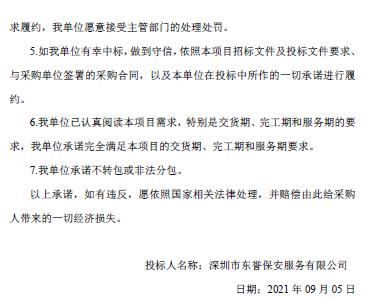 求履约，我单位愿意接受主管部门的处理处罚。
5.如我单位有幸中标，做到守信，依照本项目招标文件及投标文件要求、
与采购单位签署的采购合同，以及本单位在投标中所作的一切承诺进行履
约。
6.我单位已认真阅读本项目需求，特别是交货期、完工期和服务期的要
求，我单位承诺完全满足本项目的交货期、完工期和服务期要求。
7.我单位承诺不转包或非法分包。
以上承诺，如有违反，愿依照国家相关法律处理，并赔偿由此给采购
人带来的一切经济损失。
投标人名称：深圳市东誉保安服务有限公司
日期：2021 年 09 月 05 日